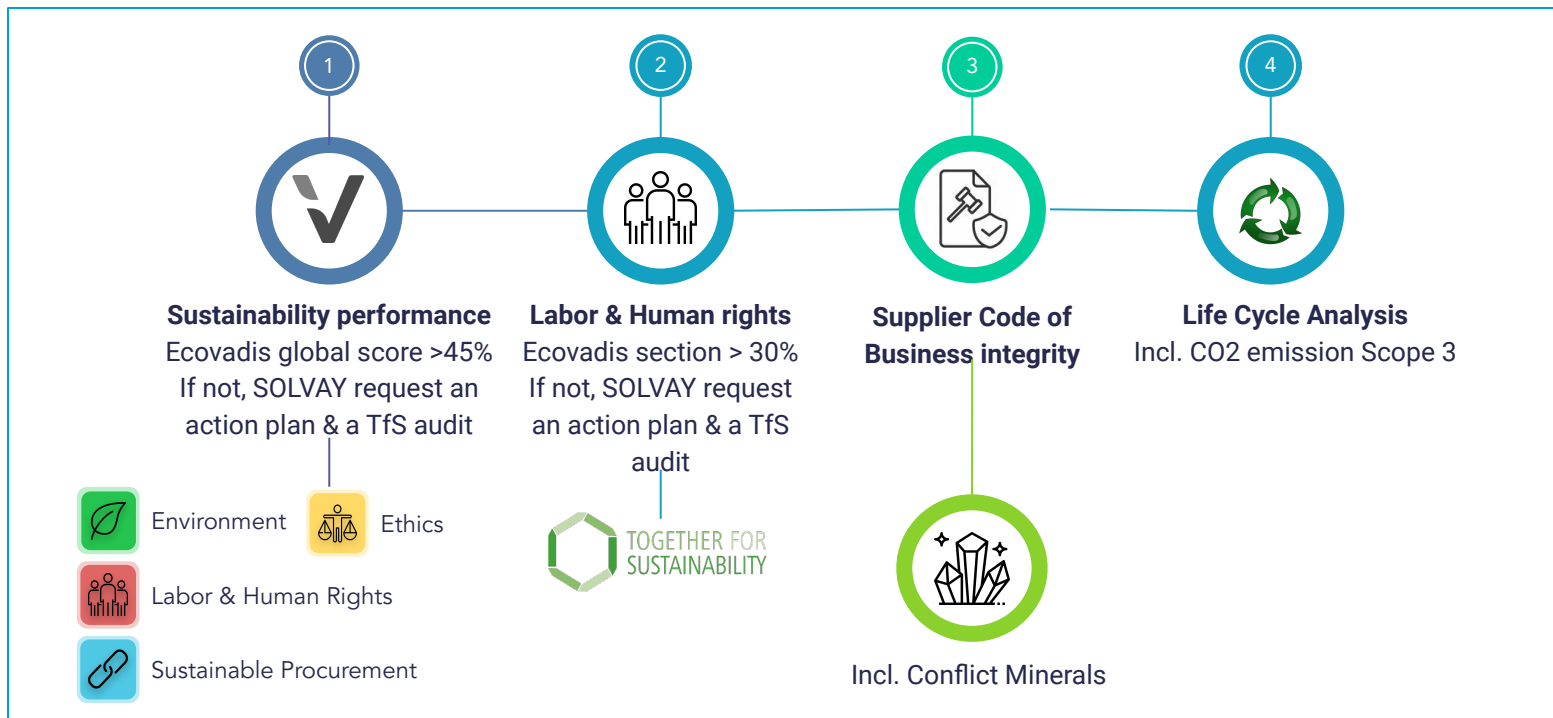 1
2
3
4
Sustainability performance
Ecovadis global score >45%
If not, SOLVAY request an
action plan & a TfS audit
Labor & Human rights
Ecovadis section > 30%
If not, SOLVAY request
an action plan & a TfS
audit
Supplier Code of
Business integrity
Life Cycle Analysis
Incl. CO2 emission Scope 3
Environment
Ethics
Labor & Human Rights
Sustainable Procurement
TOGETHER FOR
SUSTAINABILITY
Incl. Conflict Minerals